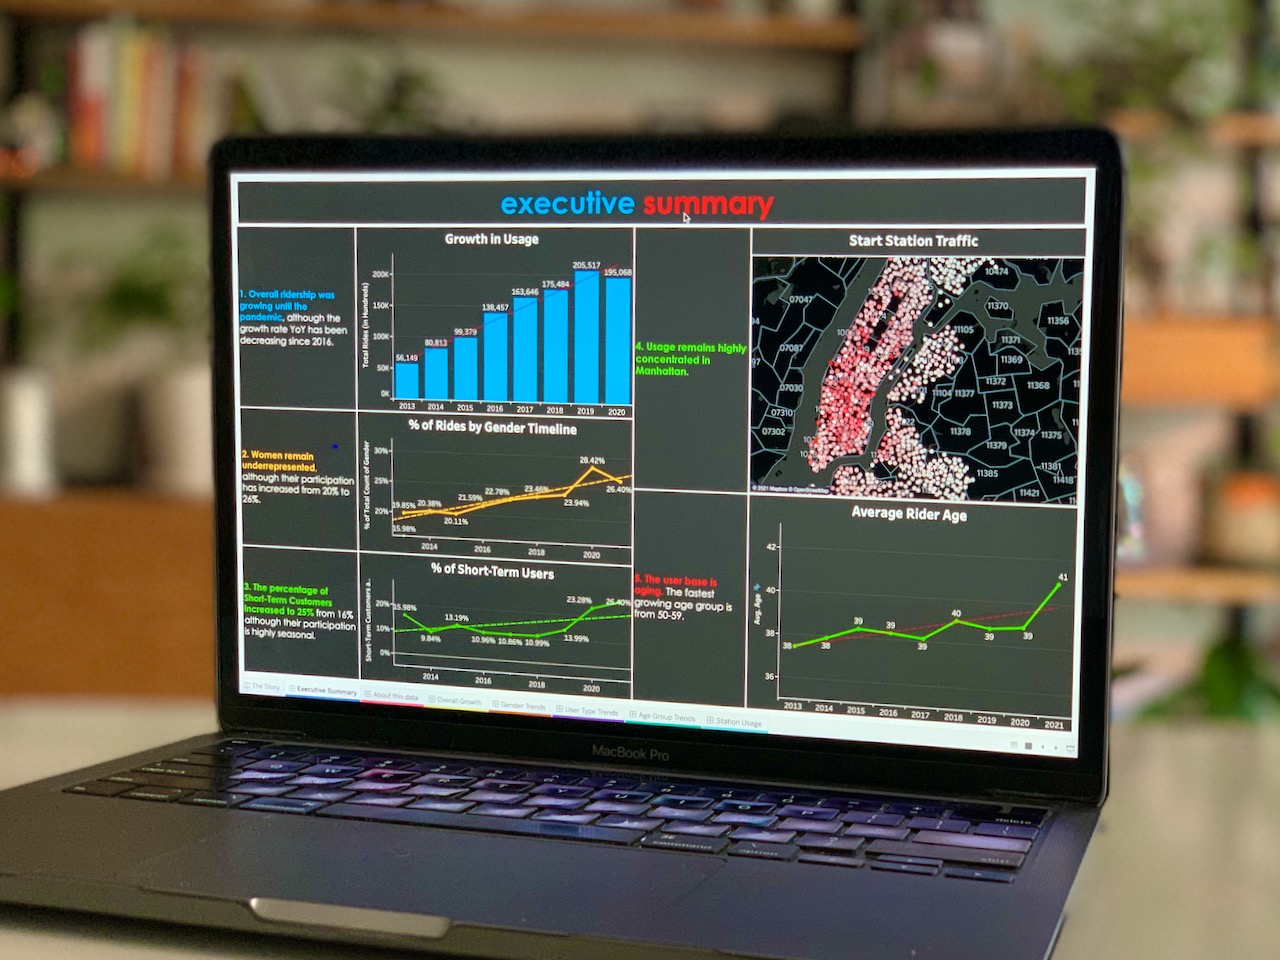 executive summary
1. Overall ridership was
growing until the
pandemic, although the
growth rate YoY has been
decreasing since 2016.
Growth in Usage
Total Rides (in Hundreds)
200K
150K
100K
50K
0K
56,149
80,813
99,379
138,457
163,646
175,484
205,517
195,068
2013 2014 2015 2016 2017 2018 2019 2020
2. Women remain
underrepresented,
although their participation
has increased from 20% to
26%.
% of Rides by Gender Timeline
% of Total Count of Gender
30%
20%
19.85%
15.98%
20.38%
20.11%
21.59%
22.78%
23.46%
23.94%
28.42%
26.40%
2014 2016 2018 2020
3. The percentage of
Short-Term Customers
increased to 25% from 16%
although their participation
is highly seasonal.
% of Short-Term Users
Short-Term Customers a..
20%
10%
0%
15.98%
9.84%
13.19%
10.96%
10.86%
10.99%
13.99%
23.28%
26.40%
2014 2018 2020
4. Usage remains highly
concentrated in
Manhattan.
Start Station Traffic
10474
07047
11370
11356
11105
11371
07087
11369
11372
11368
07030
11104
11377
11373
07310
07302
11378
11374
11375
11379
11381
11385
11418
11421
© 2021 Mapbox © OpenStreetMap
5. The user base is
aging. The fastest
growing age group is
from 50-59.
Average Rider Age
Avg. Age
42
40
38
36
38
38
39
39
39
40
39
39
41
2013 2014 2015 2016 2017 2018 2019 2020 2021
The Story
Executive Summary
About this data
Overall Growth
Gender Trends
User Type Trends
Age Group Trends
Station Usage
MacBook Pro
delete
shift
command
option